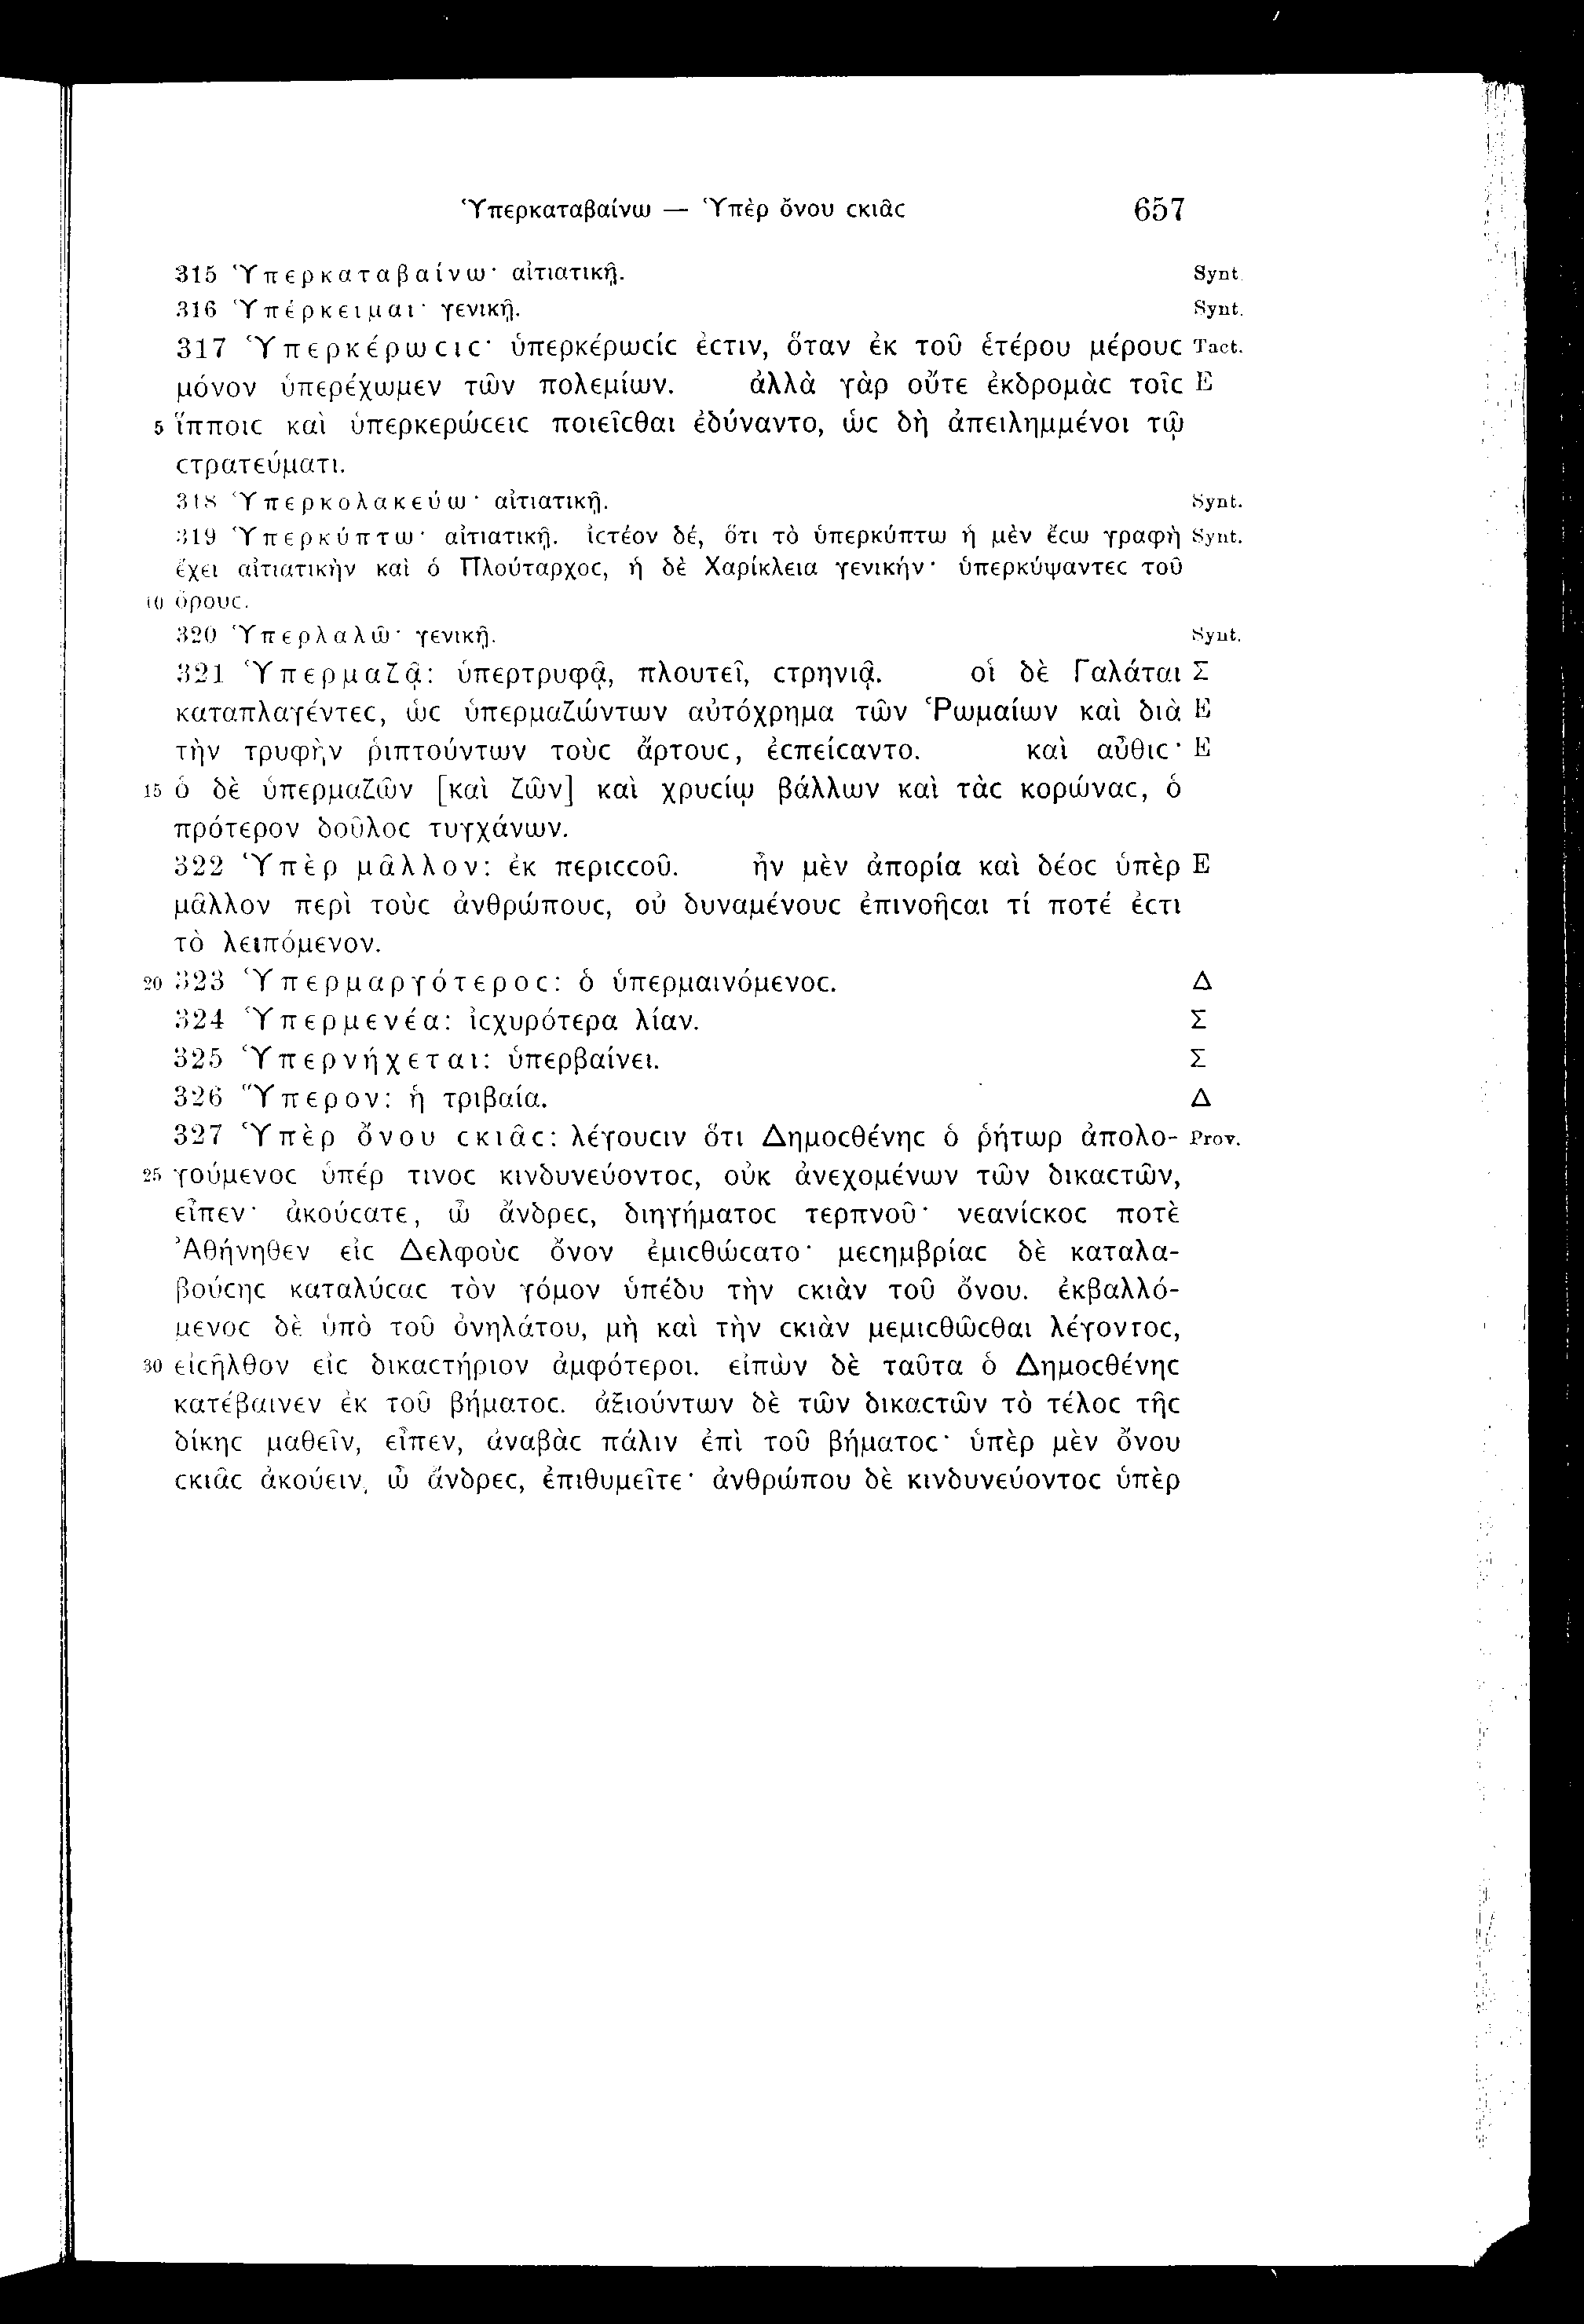 Ὑπερκαταβαίνω — Ὑπὲρ ὄνου ϲκιᾶϲ 657
315 Ὑπερκαταβαίνω· αἰτιατικῇ. Synt.
316 Ὑπέρκειμαι· γενικῇ. Synt.
317 Ὑπερκέρωϲιϲ· ὑπερκέρωϲίϲ ἐϲτιν, ὅταν ἐκ τοῦ ἑτέρου μέρουϲ Tact.
μόνον ὑπερέχωμεν τῶν πολεμίων. ἀλλὰ γὰρ οὔτε ἐκδρομὰϲ τοῖϲ E
5 ἵπποιϲ καὶ ὑπερκερώϲειϲ ποιεῖϲθαι ἐδύναντο, ὡϲ δὴ ἀπειλημμένοι τῷ
ϲτρατεύματι.
318 Ὑπερκολακεύω· αἰτιατικῇ. Synt.
319 Ὑπερκύπτω· αἰτιατικῇ. ἰϲτέον δέ, ὅτι τὸ ὑπερκύπτω ἡ μὲν ἔϲω γραφὴ Synt.
ἔχει αἰτιατικὴν καὶ ὁ Πλούταρχοϲ, ἡ δὲ Χαρίκλεια γενικήν· ὑπερκύψαντεϲ τοῦ
10 ὄρουϲ.
320 Ὑπερλαλῶ· γενικῇ. Synt.
321 Ὑπερμαζᾷ: ὑπερτρυφᾷ, πλουτεῖ, ϲτρηνιᾷ. οἱ δὲ Γαλάται Σ
καταπλαγέντεϲ, ὡϲ ὑπερμαζώντων αὐτόχρημα τῶν Ῥωμαίων καὶ διὰ E
τὴν τρυφὴν ῥιπτούντων τοὺϲ ἄρτουϲ, ἐϲπείϲαντο. καὶ αὖθιϲ· E
15 ὁ δὲ ὑπερμαζῶν [καὶ ζῶν] καὶ χρυϲίῳ βάλλων καὶ τὰϲ κορώναϲ, ὁ
πρότερον δοῦλοϲ τυγχάνων.
322 Ὑπὲρ μᾶλλον: ἐκ περιϲϲοῦ. ἦν μὲν ἀπορία καὶ δέοϲ ὑπὲρ E
μᾶλλον περὶ τοὺϲ ἀνθρώπουϲ, οὐ δυναμένουϲ ἐπινοῆϲαι τί ποτέ ἐϲτι
τὸ λειπόμενον.
20 323 Ὑπερμαργότεροϲ: ὁ ὑπερμαινόμενοϲ. Δ
324 Ὑπερμενέα: ἰϲχυρότερα λίαν. Σ
325 Ὑπερνήχεται: ὑπερβαίνει. Σ
326 Ὕπερον: ἡ τριβαία. Δ
327 Ὑπὲρ ὄνου ϲκιᾶϲ: λέγουϲιν ὅτι Δημοϲθένηϲ ὁ ῥήτωρ ἀπολο- Prov.
25 γούμενοϲ ὑπέρ τινοϲ κινδυνεύοντοϲ, οὐκ ἀνεχομένων τῶν δικαϲτῶν,
εἶπεν· ἀκούϲατε, ὦ ἄνδρεϲ, διηγήματοϲ τερπνοῦ· νεανίϲκοϲ ποτὲ
Ἀθήνηθεν εἰϲ Δελφοὺϲ ὄνον ἐμιϲθώϲατο· μεϲημβρίαϲ δὲ καταλα-
βούϲηϲ καταλύϲαϲ τὸν γόμον ὑπέδυ τὴν ϲκιὰν τοῦ ὄνου. ἐκβαλλό-
μενοϲ δὲ ὑπὸ τοῦ ὀνηλάτου, μὴ καὶ τὴν ϲκιὰν μεμιϲθῶϲθαι λέγοντοϲ,
30 εἰϲῆλθον εἰϲ δικαϲτήριον ἀμφότεροι. εἰπὼν δὲ ταῦτα ὁ Δημοϲθένηϲ
κατέβαινεν ἐκ τοῦ βήματοϲ. ἀξιούντων δὲ τῶν δικαϲτῶν τὸ τέλοϲ τῆϲ
δίκηϲ μαθεῖν, εἶπεν, ἀναβὰϲ πάλιν ἐπὶ τοῦ βήματοϲ· ὑπὲρ μὲν ὄνου
ϲκιᾶϲ ἀκούειν, ὦ ἄνδρεϲ, ἐπιθυμεῖτε· ἀνθρώπου δὲ κινδυνεύοντοϲ ὑπὲρ